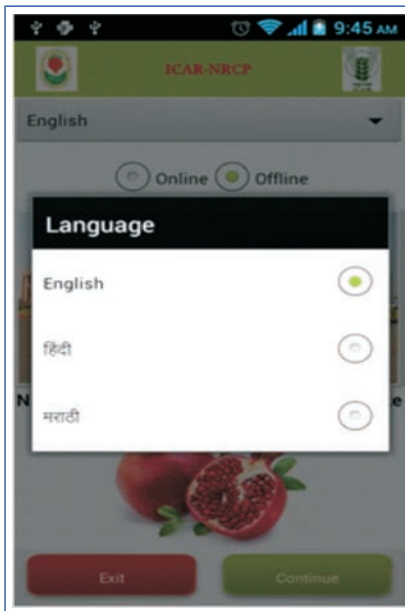 9:45 AM
ICAR-NRCP
English
Online Offline
Language
English
हिंदी
मराठी
N
e
Exit Continue